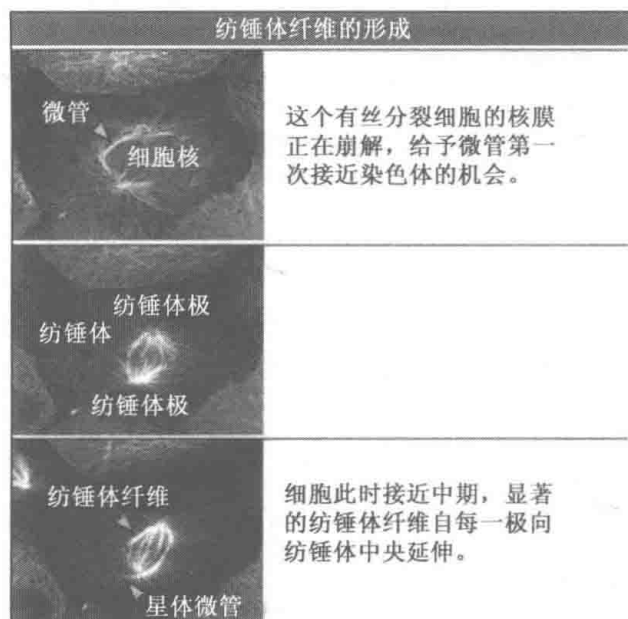 纺锤体纤维的形成
微管
细胞核
这个有丝分裂细胞的核膜
正在崩解，给予微管第一
次接近染色体的机会。
纺锤体极
纺锤体
纺锤体极
纺锤体纤维
星体微管
细胞此时接近中期，显著
的纺锤体纤维自每一极向
纺锤体中央延伸。